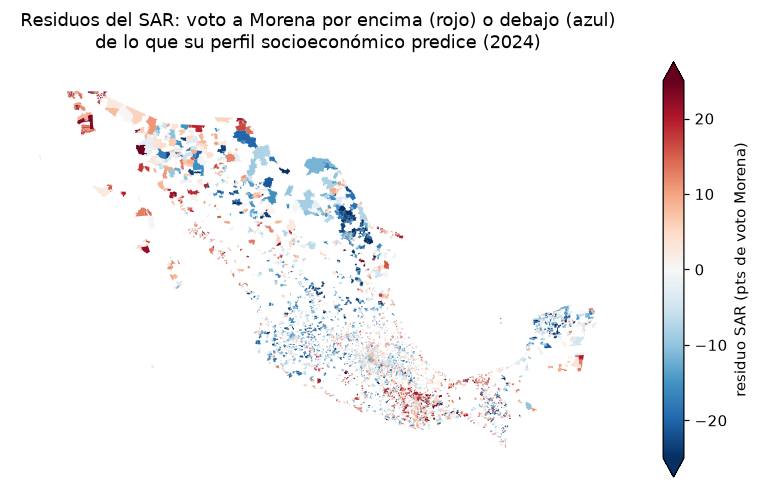 Residuos del SAR: voto a Morena por encima (rojo) o debajo (azul)
de lo que su perfil socioeconómico predice (2024)
20
10
0
−10
−20
residuo SAR (pts de voto Morena)